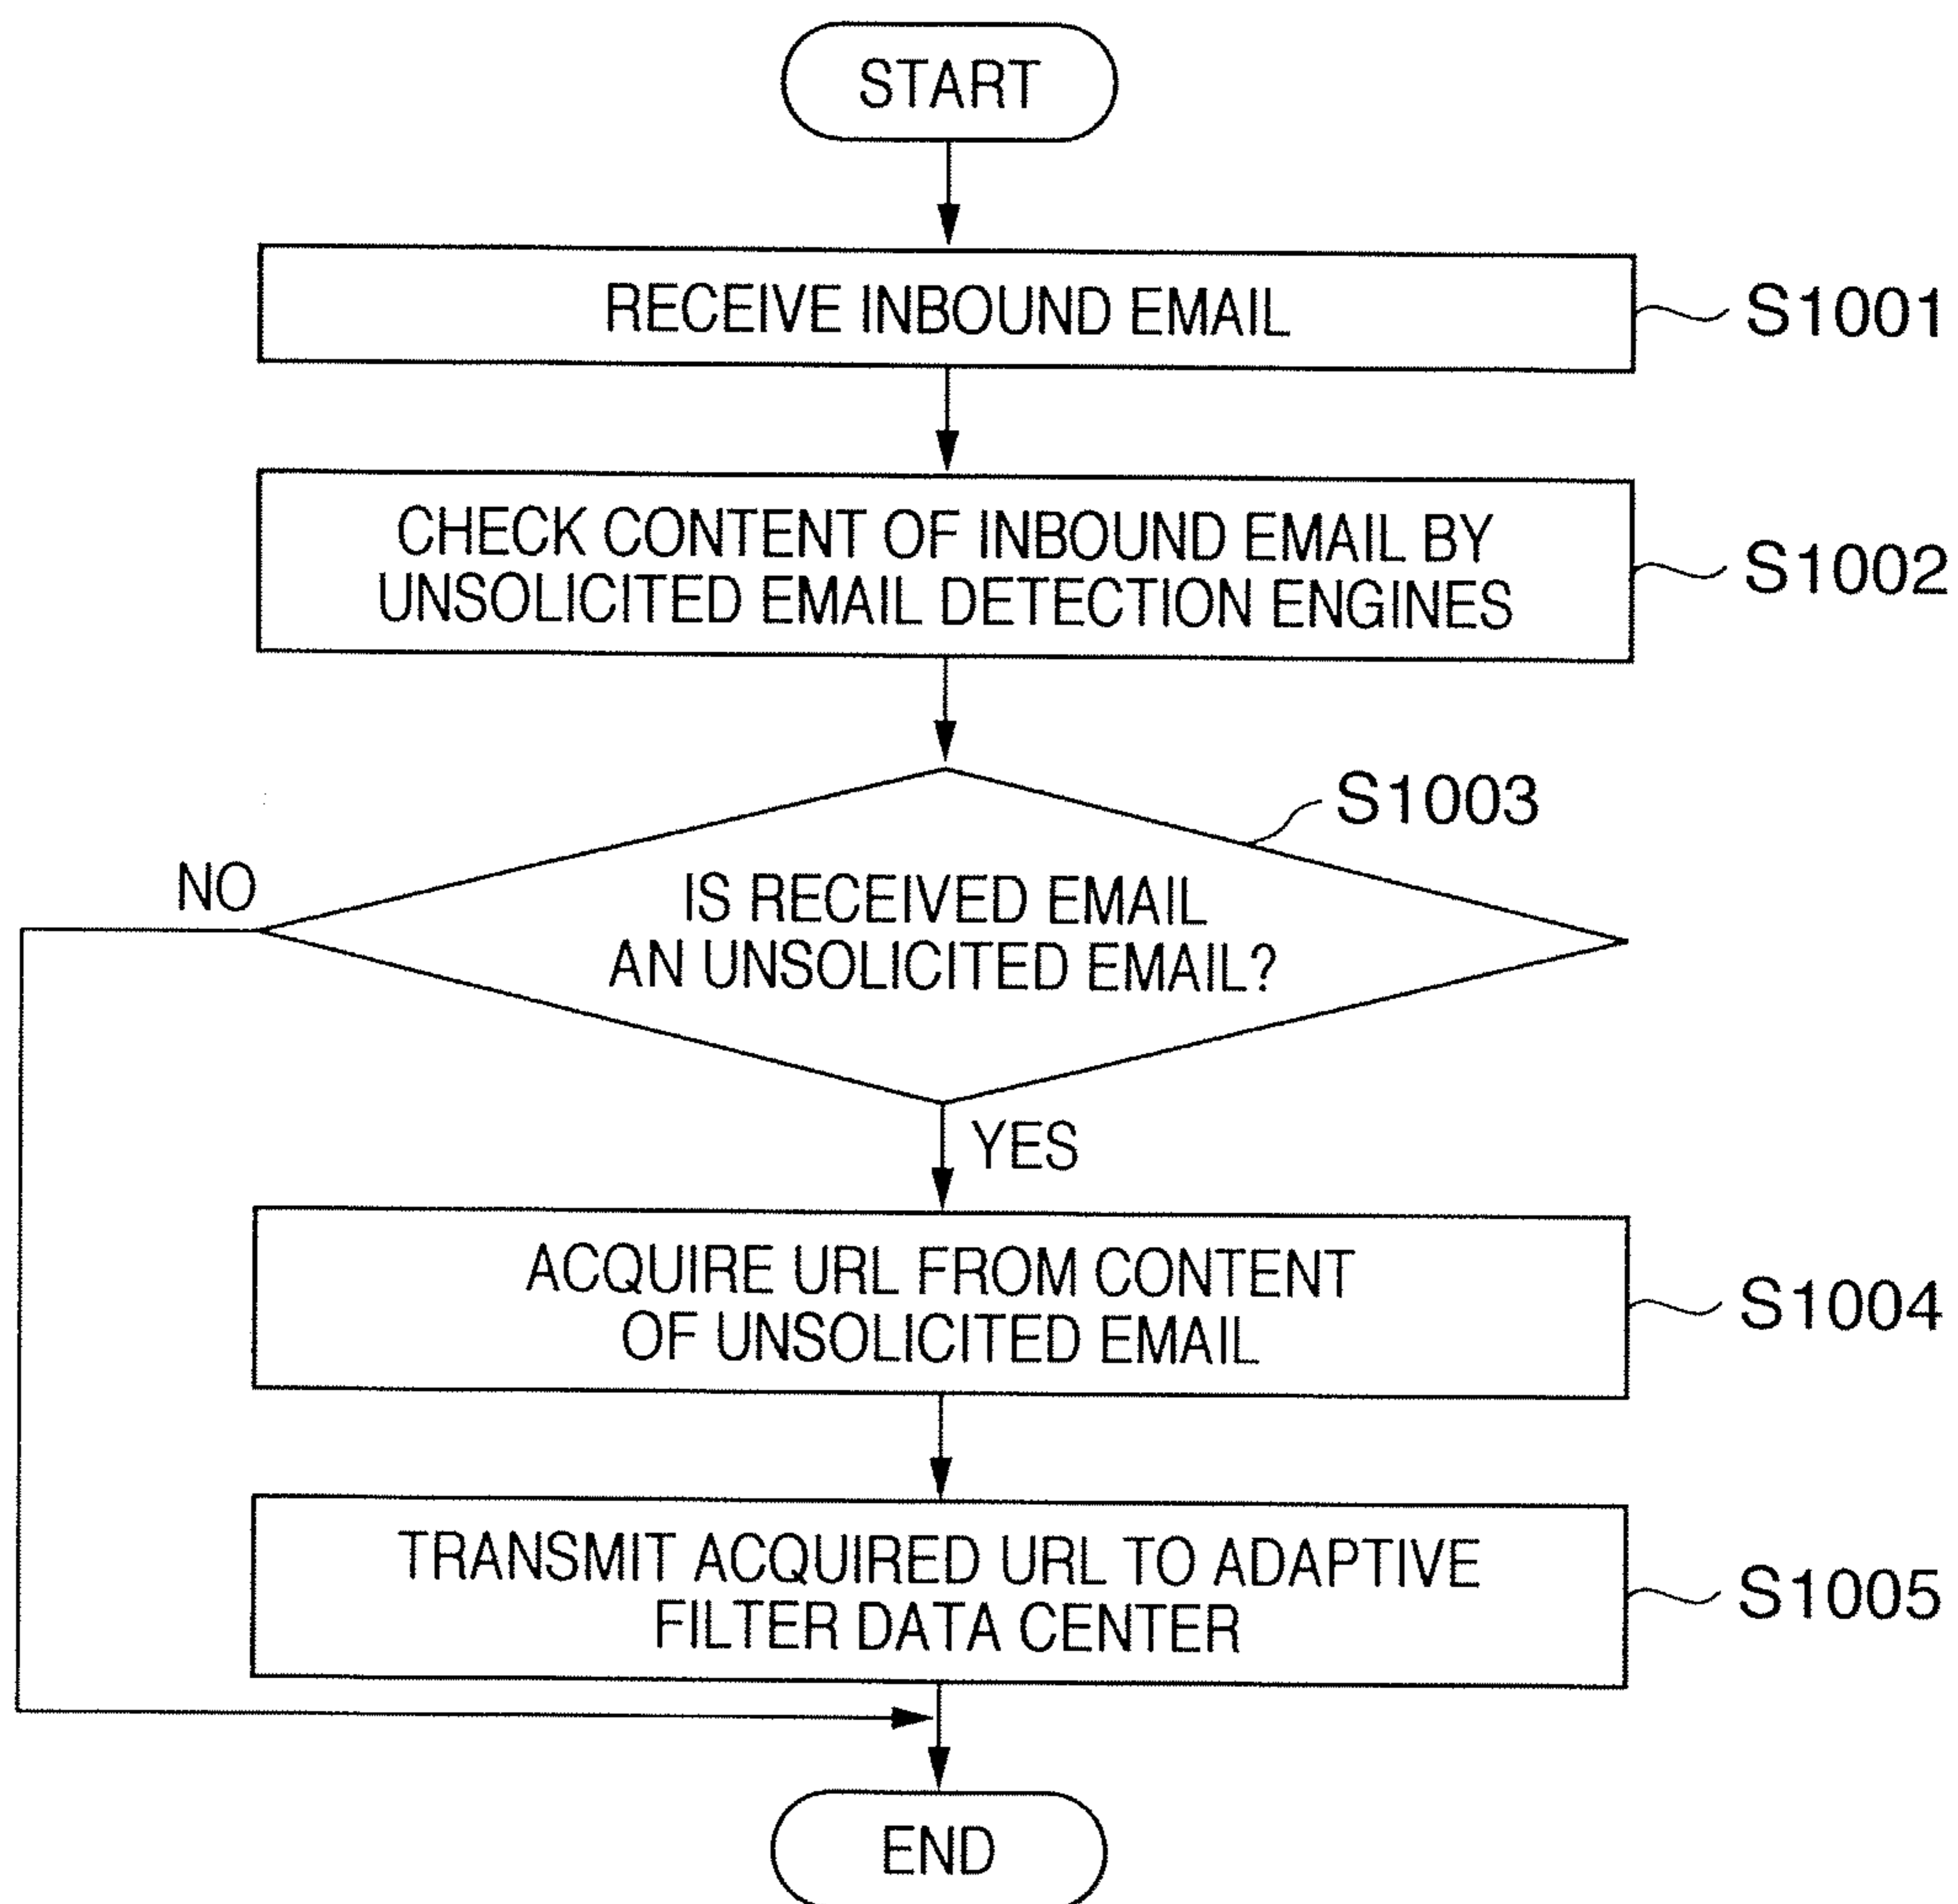 START
RECEIVE INBOUND EMAIL
S1001
CHECK CONTENT OF INBOUND EMAIL BY
UNSOLICITED EMAIL DETECTION ENGINES
S1002
S1003
NO
IS RECEIVED EMAIL
AN UNSOLICITED EMAIL?
YES
ACQUIRE URL FROM CONTENT
OF UNSOLICITED EMAIL
S1004
TRANSMIT ACQUIRED URL TO ADAPTIVE
FILTER DATA CENTER
S1005
END